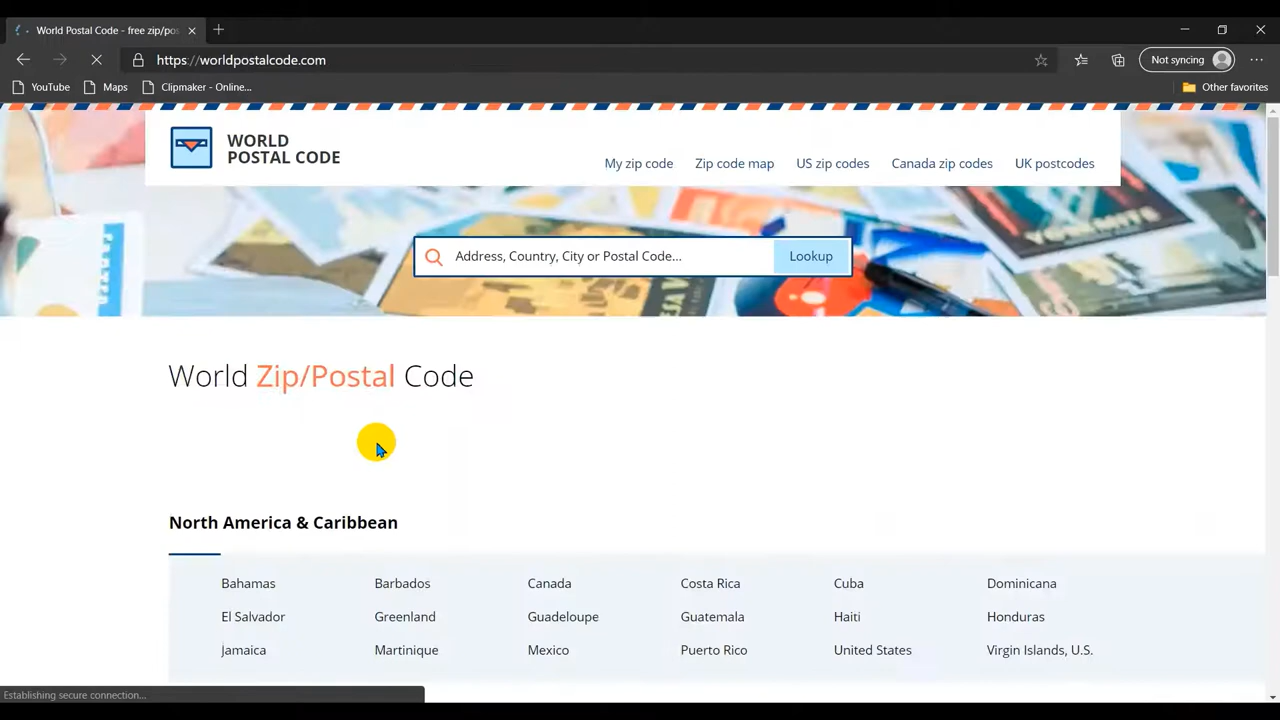 World Postal Code - free zip/pos
https://worldpostalcode.com
Not syncing
YouTube Maps Clipmaker - Online... Other favorites
WORLD
POSTAL CODE
My zip code Zip code map US zip codes Canada zip codes UK postcodes
Address, Country, City or Postal Code... Lookup
World Zip/Postal Code
North America & Caribbean
Bahamas Barbados Canada Costa Rica Cuba Dominicana
El Salvador Greenland Guadeloupe Guatemala Haiti Honduras
Jamaica Martinique Mexico Puerto Rico United States Virgin Islands, U.S.
Establishing secure connection...